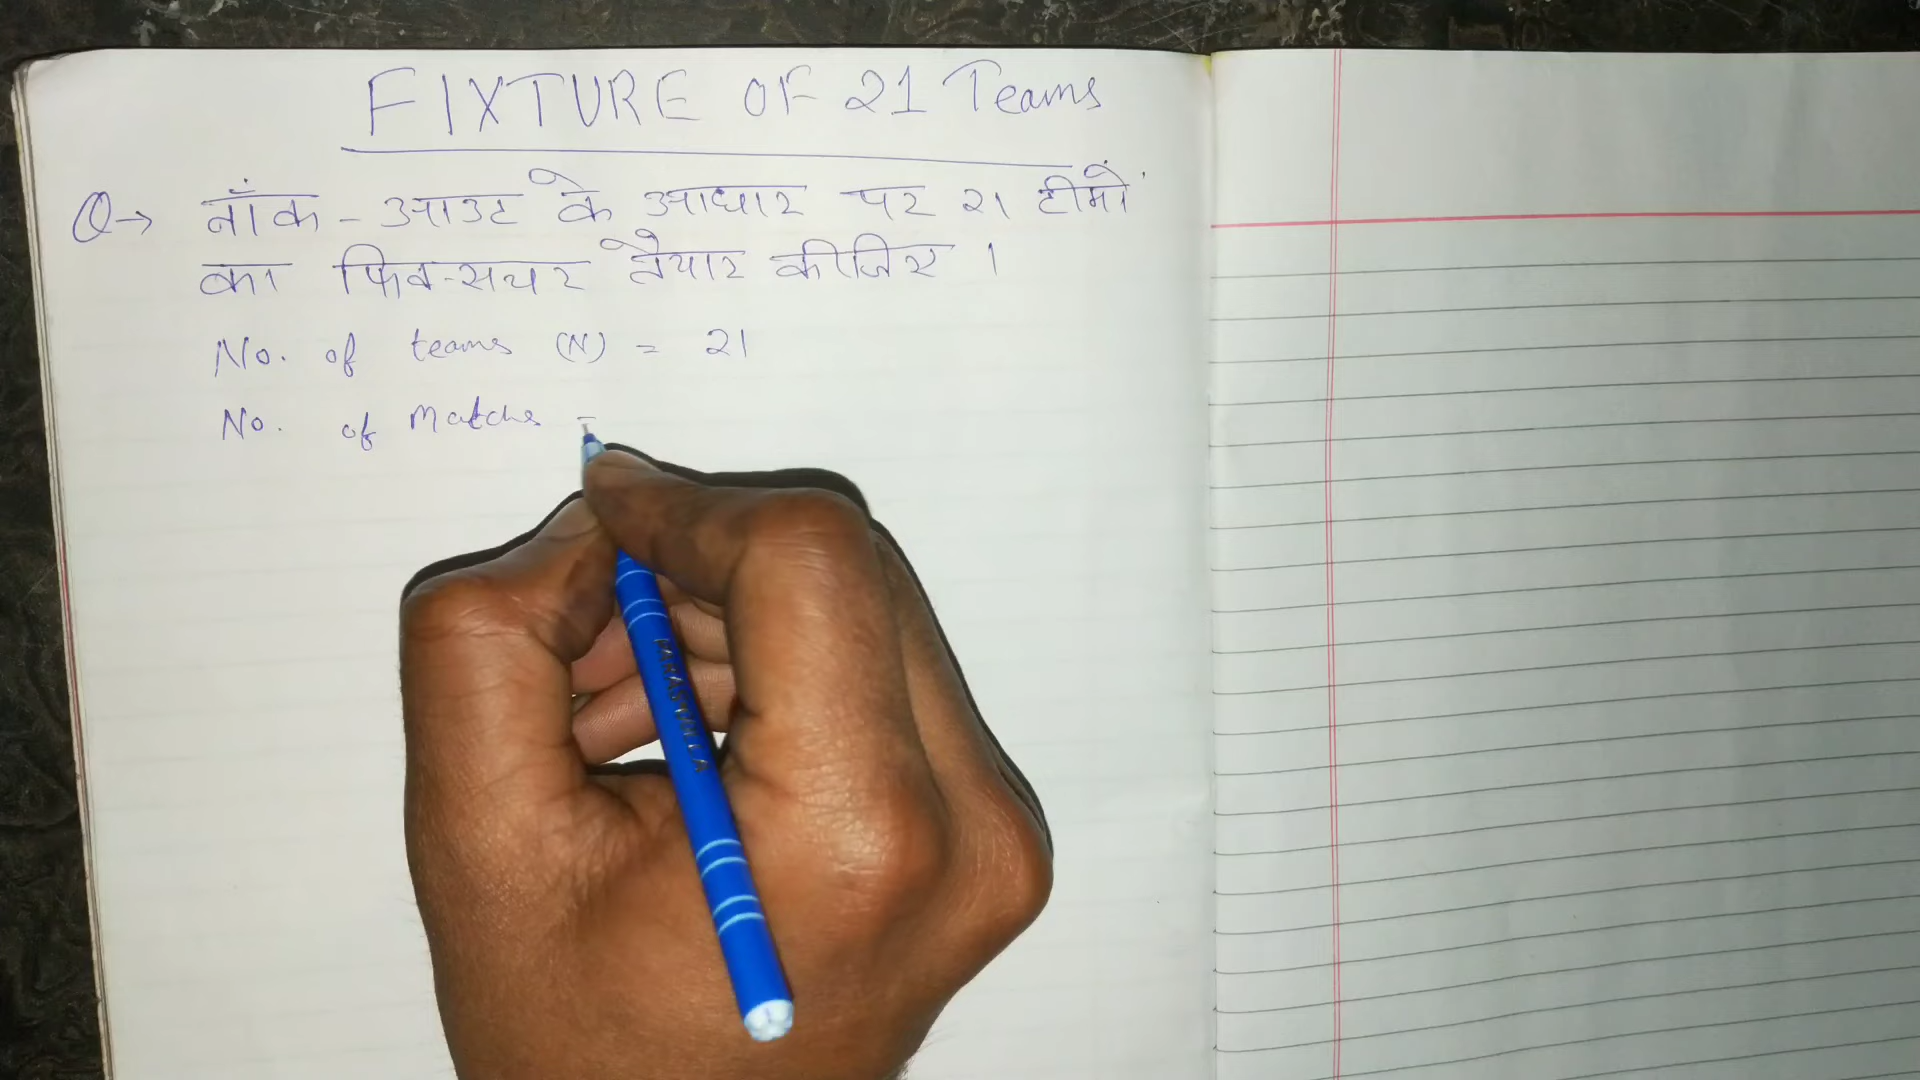 FIXTURE OF 21 Teams
Q→ नॉक-आउट के आधार पर 21 टीमों
का फिक्सचर तैयार कीजिए ।
No. of teams (N) = 21
No. of Matchs =